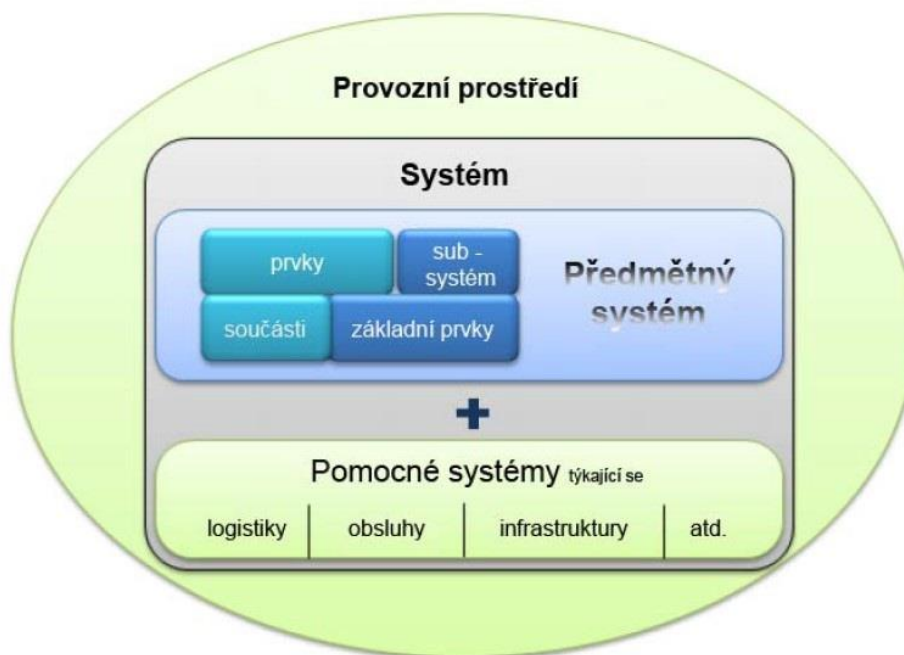 Provozní prostředí
Systém
prvky
sub -
systém
součásti
základní prvky
Předmětný
systém
+
Pomocné systémy týkající se
logistiky
obsluhy
infrastruktury
atd.